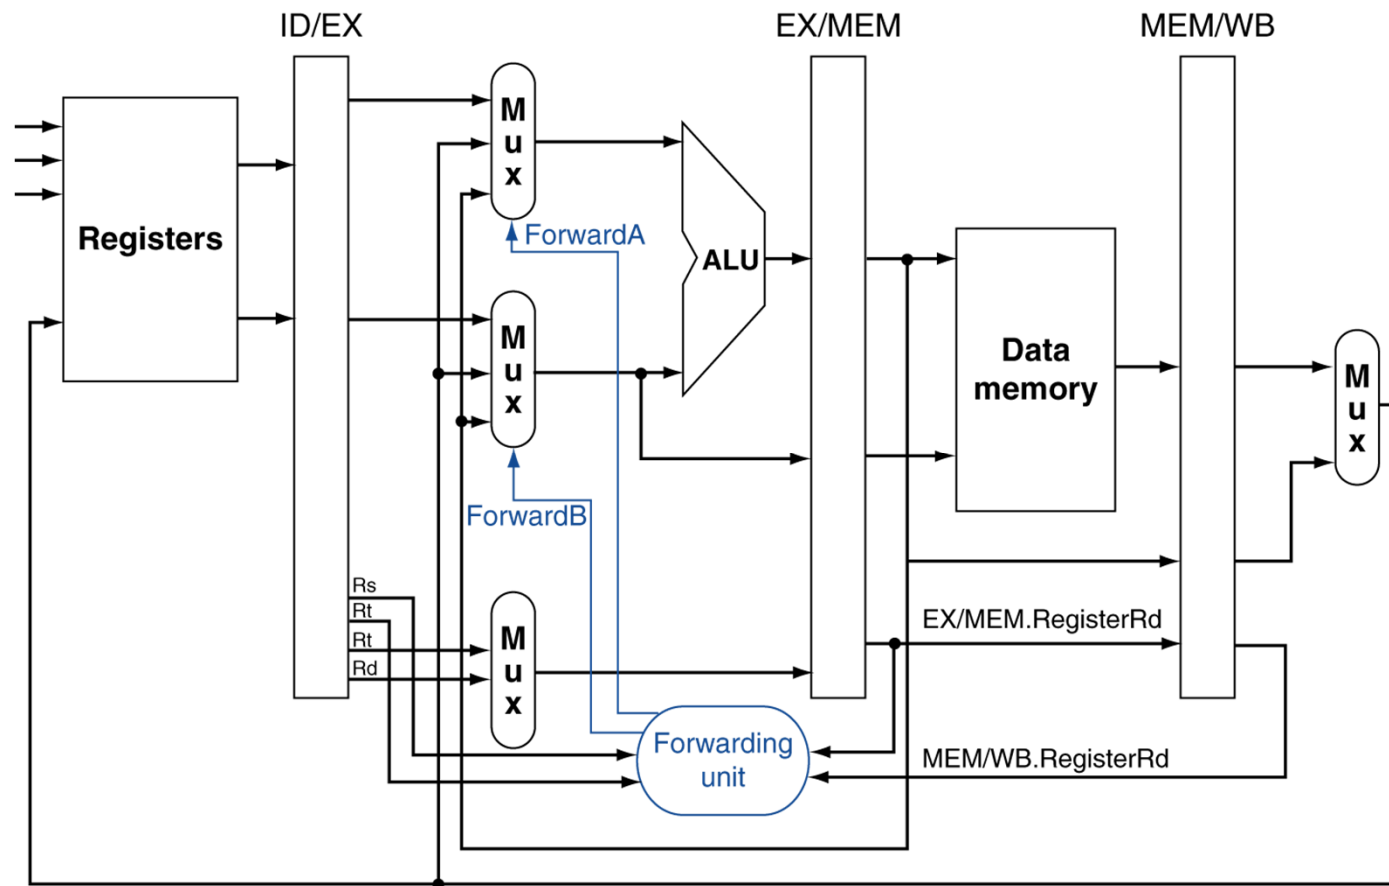 ID/EX
EX/MEM
MEM/WB
M
u
x
Registers
ForwardA
ALU
M
u
x
Data
memory
M
u
x
ForwardB
Rs
Rt
Rt
Rd
M
u
x
EX/MEM.RegisterRd
Forwarding
unit
MEM/WB.RegisterRd